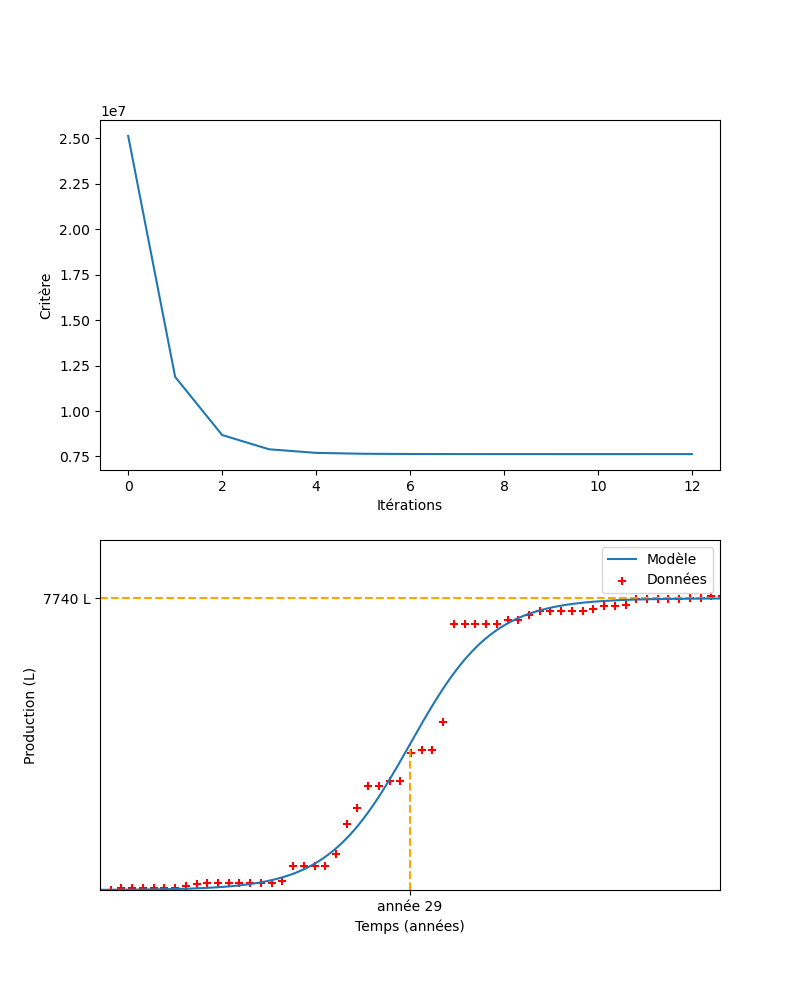 1e7
2.50
2.25
2.00
1.75
1.50
1.25
1.00
0.75
Critère
0 2 4 6 8 10 12
Itérations
Modèle
Données
7740 L
Production (L)
année 29
Temps (années)